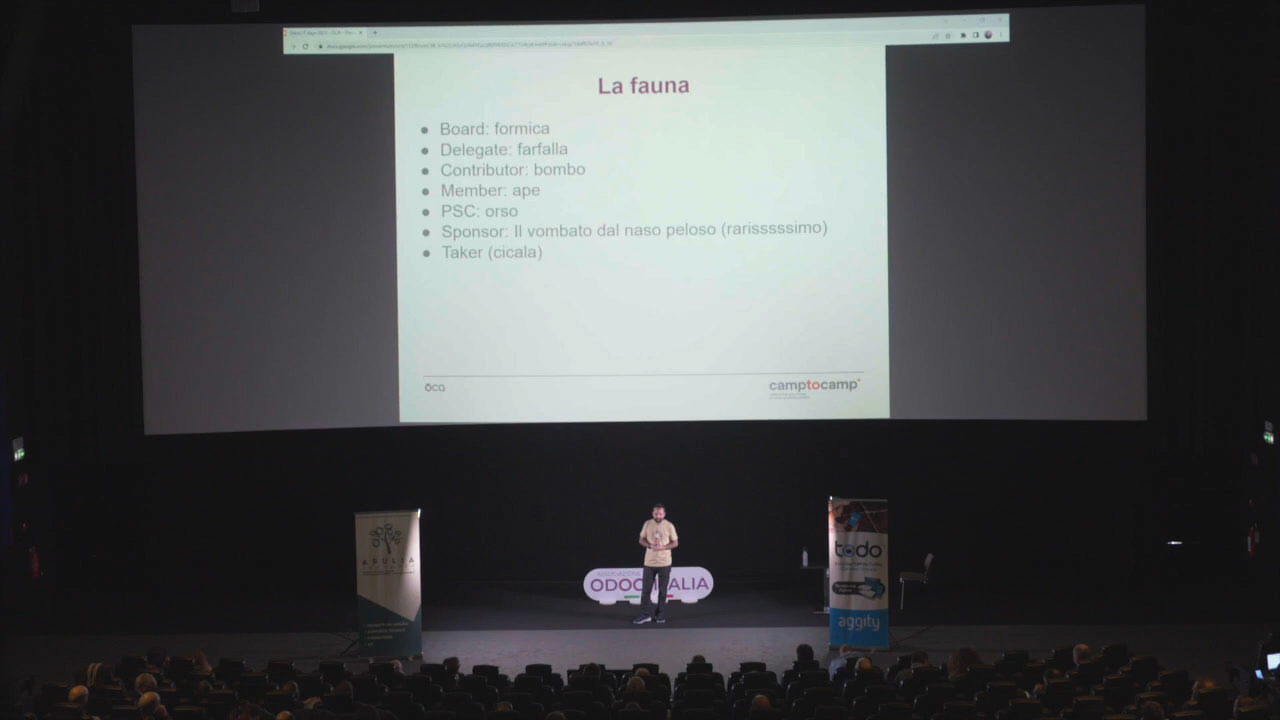 La fauna
● Board: formica
● Delegate: farfalla
● Contributor: bombo
● Member: ape
● PSC: orso
● Sponsor: Il vombato dal naso peloso (rarisssssimo)
● Taker (cicala)
oca
camptocamp
APULIA
ODOO ITALIA
todo
aggity